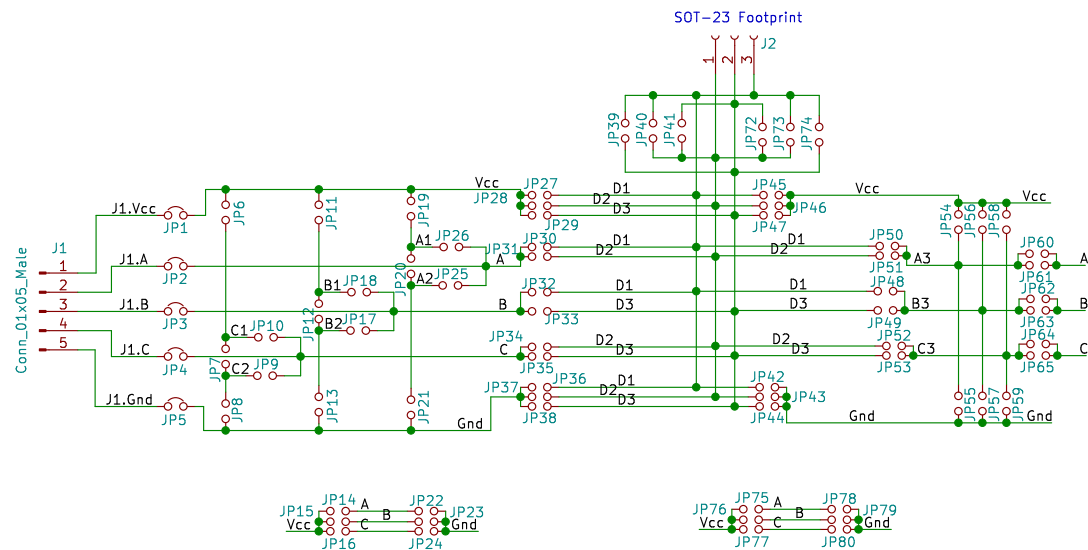 SOT-23 Footprint
J2
1 2 3
JP39 JP40 JP41 JP72 JP73 JP74
Vcc JP27 D1 JP45 Vcc
JP28 D2 JP46
D3
JP29 JP47
J1.Vcc JP1 JP6 JP11 JP19
JP54 JP56 JP58 Vcc
A1 JP26 JP31 JP30 D1 D1 JP50
D2 D2 JP51
J1 J1.A JP2 JP20 A A3 JP60 A
A2 JP25 JP61
Conn_01x05_Male
1
2
3
4
5
B1 JP18 JP32 D1 D1 JP48 JP62
J1.B JP3 JP12 B D3 D3 B3 B
B2 JP17 JP33 JP49 JP63
C1 JP10 JP34 D2 D2 JP52 JP64
J1.C JP4 JP7 C D3 D3 C3 C
C2 JP9 JP35 JP53 JP65
JP37 JP36 D1 JP42
D2 JP43
D3
JP38 JP44
J1.Gnd JP5 JP8 JP13 JP21
Gnd Gnd JP55 JP57 JP59 Gnd
JP14 A JP22
JP15 B JP23
Vcc C Gnd
JP16 JP24
JP75 A JP78
JP76 B JP79
Vcc C Gnd
JP77 JP80